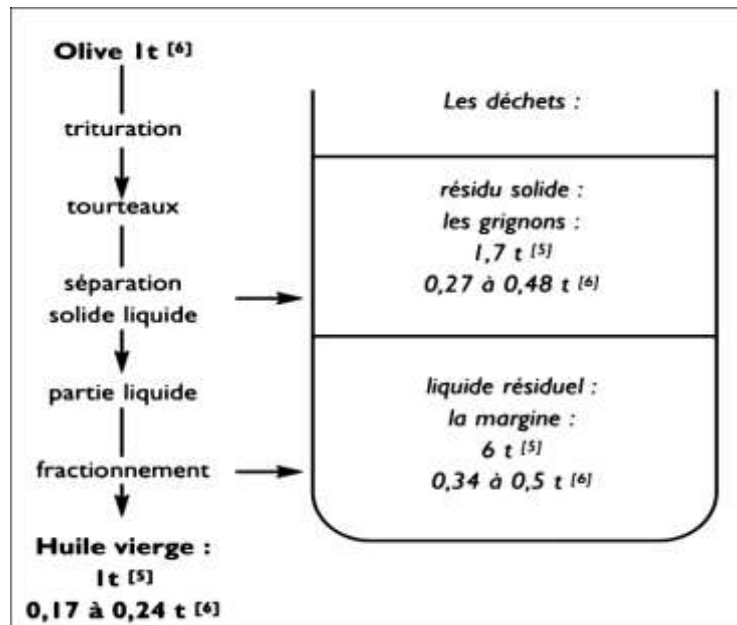 Olive 1t [6]
trituration
tourteaux
séparation
solide liquide
partie liquide
fractionnement
Huile vierge :
1t [5]
0,17 à 0,24 t [6]
Les déchets :
résidu solide :
les grignons :
1,7 t [5]
0,27 à 0,48 t [6]
liquide résiduel :
la margine :
6 t [5]
0,34 à 0,5 t [6]